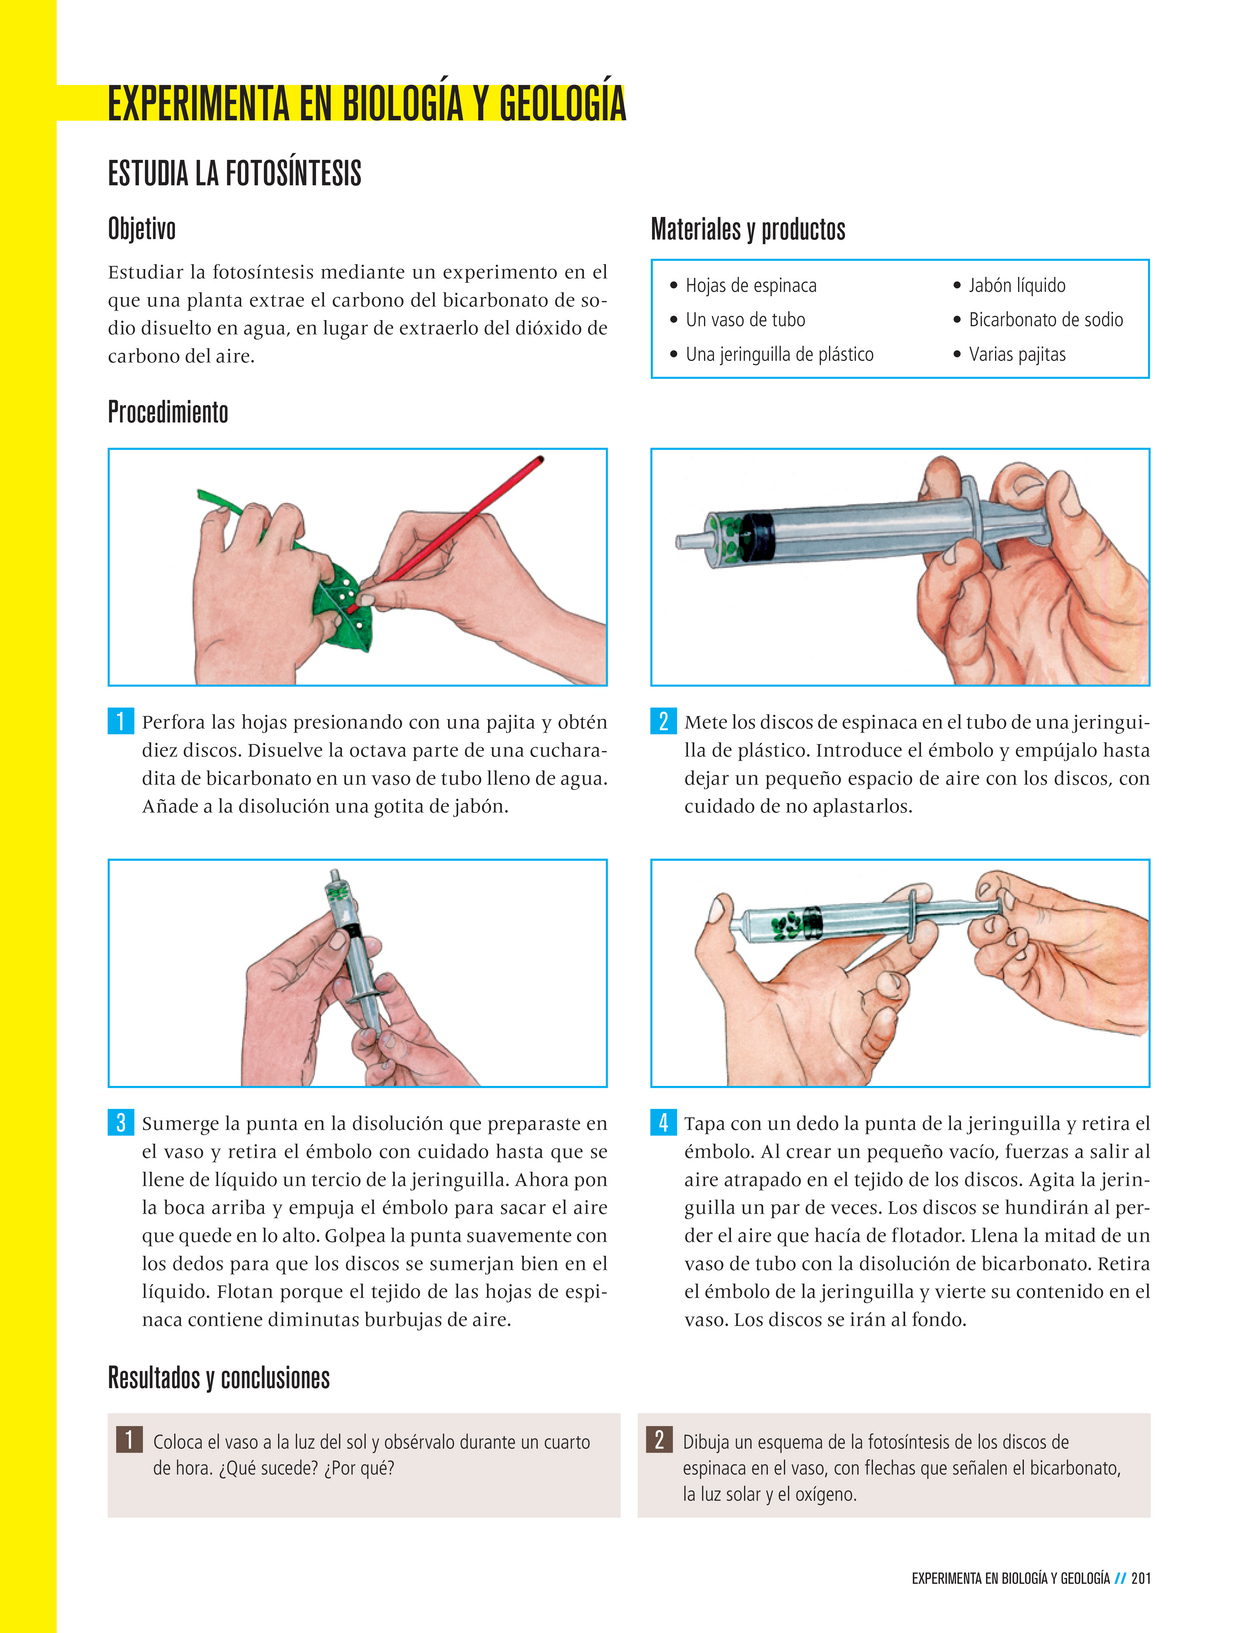 EXPERIMENTA EN BIOLOGÍA Y GEOLOGÍA
ESTUDIA LA FOTOSÍNTESIS
Objetivo
Estudiar la fotosíntesis mediante un experimento en el
que una planta extrae el carbono del bicarbonato de so-
dio disuelto en agua, en lugar de extraerlo del dióxido de
carbono del aire.
Materiales y productos
• Hojas de espinaca
• Un vaso de tubo
• Una jeringuilla de plástico
• Jabón líquido
• Bicarbonato de sodio
• Varias pajitas
Procedimiento
1 Perfora las hojas presionando con una pajita y obtén
diez discos. Disuelve la octava parte de una cuchara-
dita de bicarbonato en un vaso de tubo lleno de agua.
Añade a la disolución una gotita de jabón.
2 Mete los discos de espinaca en el tubo de una jeringui-
lla de plástico. Introduce el émbolo y empújalo hasta
dejar un pequeño espacio de aire con los discos, con
cuidado de no aplastarlos.
3 Sumerge la punta en la disolución que preparaste en
el vaso y retira el émbolo con cuidado hasta que se
llene de líquido un tercio de la jeringuilla. Ahora pon
la boca arriba y empuja el émbolo para sacar el aire
que quede en lo alto. Golpea la punta suavemente con
los dedos para que los discos se sumerjan bien en el
líquido. Flotan porque el tejido de las hojas de espi-
naca contiene diminutas burbujas de aire.
4 Tapa con un dedo la punta de la jeringuilla y retira el
émbolo. Al crear un pequeño vacío, fuerzas a salir al
aire atrapado en el tejido de los discos. Agita la jerin-
guilla un par de veces. Los discos se hundirán al per-
der el aire que hacía de flotador. Llena la mitad de un
vaso de tubo con la disolución de bicarbonato. Retira
el émbolo de la jeringuilla y vierte su contenido en el
vaso. Los discos se irán al fondo.
Resultados y conclusiones
1 Coloca el vaso a la luz del sol y obsérvalo durante un cuarto
de hora. ¿Qué sucede? ¿Por qué?
2 Dibuja un esquema de la fotosíntesis de los discos de
espinaca en el vaso, con flechas que señalen el bicarbonato,
la luz solar y el oxígeno.
EXPERIMENTA EN BIOLOGÍA Y GEOLOGÍA // 201